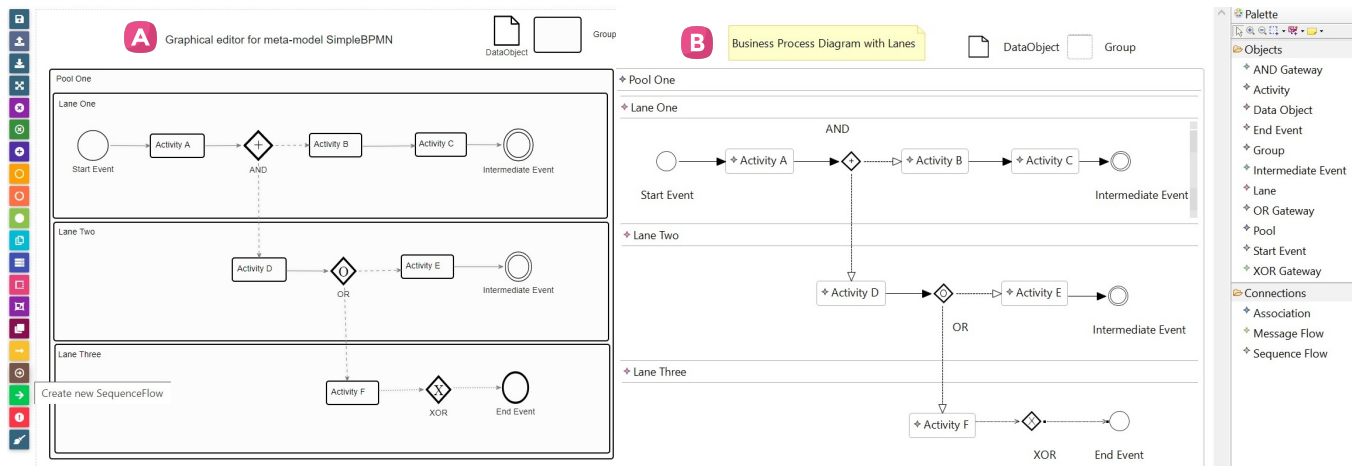 A
Graphical editor for meta-model SimpleBPMN
DataObject
Group
Pool One
Lane One
Start Event
Activity A
+
AND
Activity B
Activity C
Intermediate Event
Lane Two
Activity D
O
OR
Activity E
Intermediate Event
Lane Three
Activity F
X
XOR
End Event
Create new SequenceFlow
B
Business Process Diagram with Lanes
DataObject
Group
Pool One
Lane One
AND
Activity A
+
Activity B
Activity C
Start Event
Intermediate Event
Lane Two
Activity D
O
Activity E
OR
Intermediate Event
Lane Three
Activity F
X
XOR
End Event
Palette
Objects
AND Gateway
Activity
Data Object
End Event
Group
Intermediate Event
Lane
OR Gateway
Pool
Start Event
XOR Gateway
Connections
Association
Message Flow
Sequence Flow